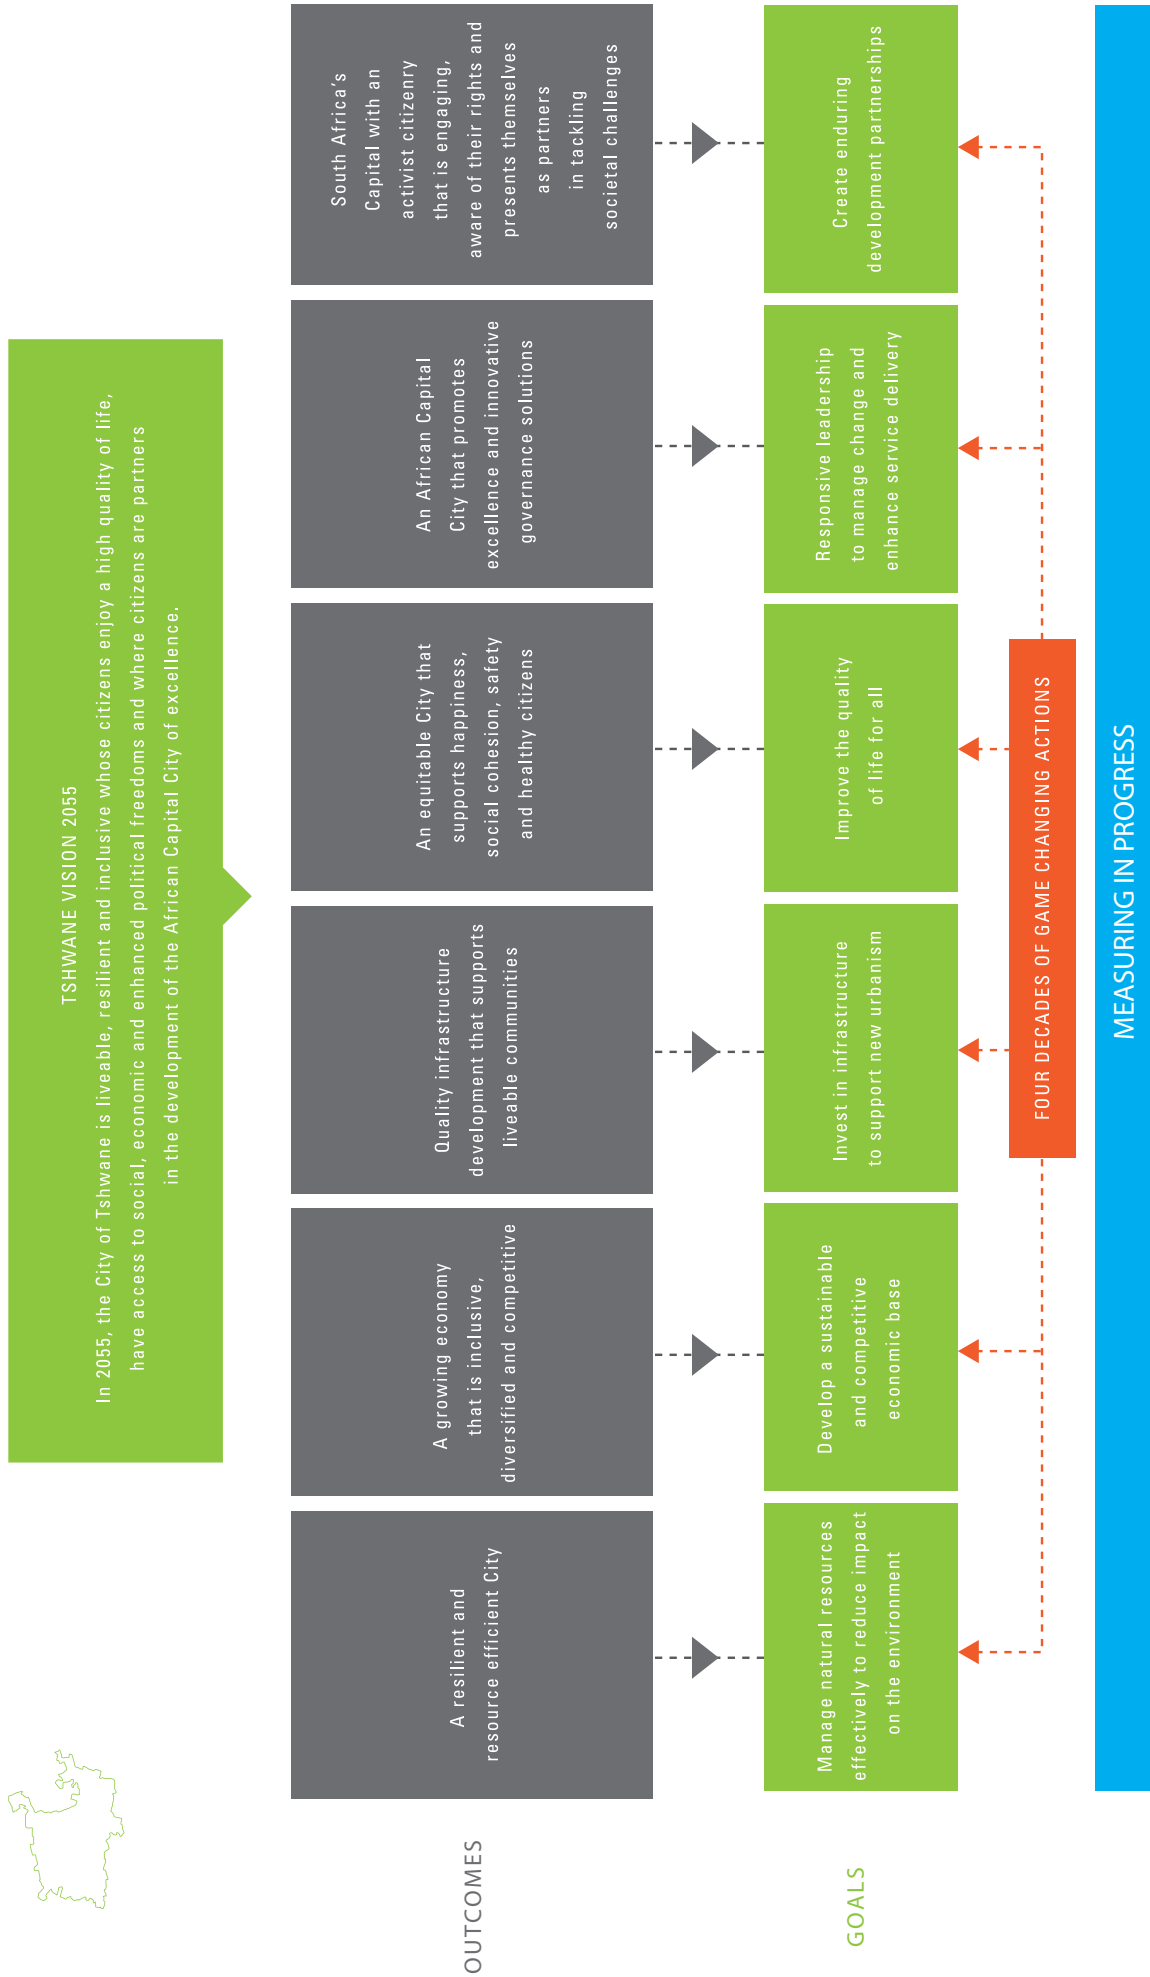 TSHWANE VISION 2055
In 2055, the City of Tshwane is liveable, resilient and inclusive whose citizens enjoy a high quality of life,
have access to social, economic and enhanced political freedoms and where citizens are partners
in the development of the African Capital City of excellence.
OUTCOMES
A resilient and
resource efficient City
A growing economy
that is inclusive,
diversified and competitive
Quality infrastructure
development that supports
liveable communities
An equitable City that
supports happiness,
social cohesion, safety
and healthy citizens
An African Capital
City that promotes
excellence and innovative
governance solutions
South Africa's
Capital with an
activist citizenry
that is engaging,
aware of their rights and
presents themselves
as partners
in tackling
societal challenges
GOALS
Manage natural resources
effectively to reduce impact
on the environment
Develop a sustainable
and competitive
economic base
Invest in infrastructure
to support new urbanism
Improve the quality
of life for all
Responsive leadership
to manage change and
enhance service delivery
Create enduring
development partnerships
FOUR DECADES OF GAME CHANGING ACTIONS
MEASURING IN PROGRESS